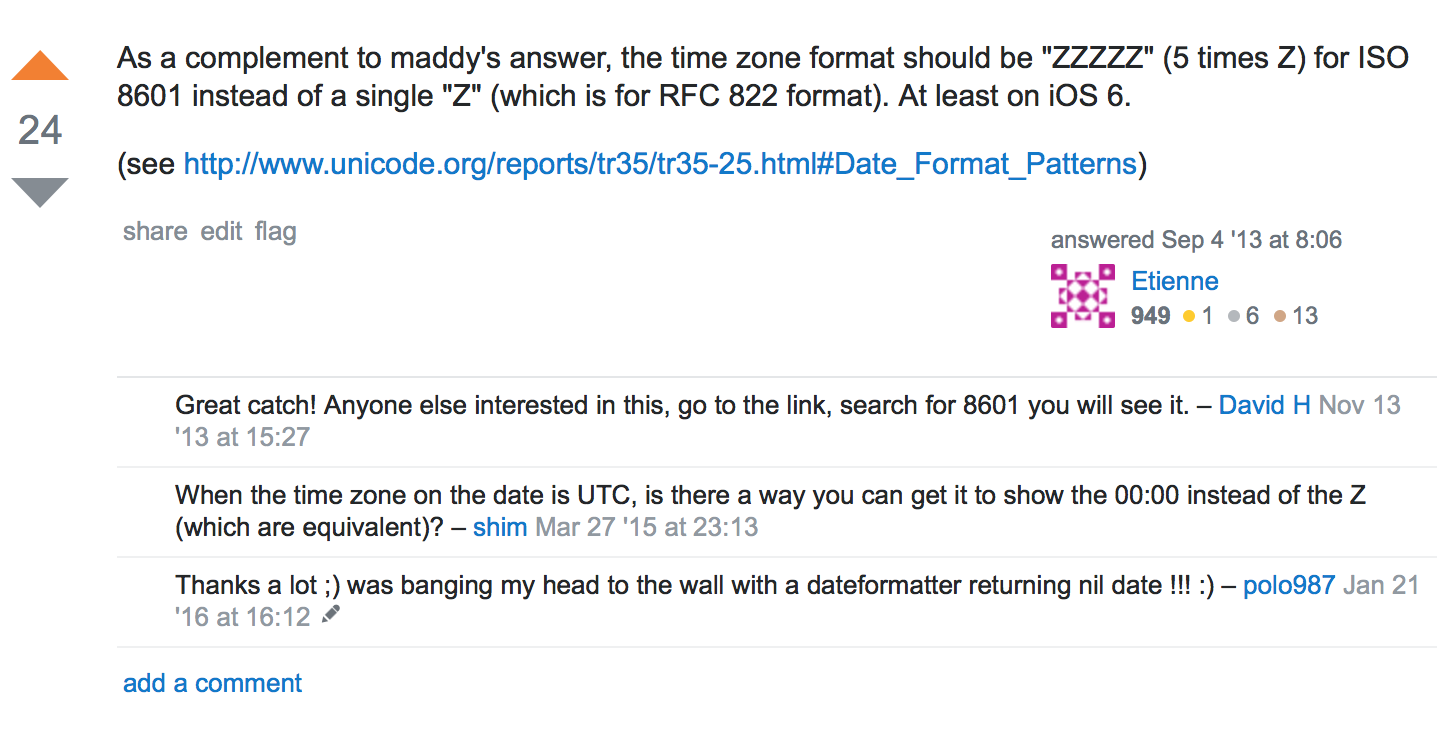 As a complement to maddy's answer, the time zone format should be "ZZZZZ" (5 times Z) for ISO
8601 instead of a single "Z" (which is for RFC 822 format). At least on iOS 6.
24
(see http://www.unicode.org/reports/tr35/tr35-25.html#Date_Format_Patterns)
share edit flag
answered Sep 4 '13 at 8:06
Etienne
949 1 6 13
Great catch! Anyone else interested in this, go to the link, search for 8601 you will see it. – David H Nov 13
'13 at 15:27
When the time zone on the date is UTC, is there a way you can get it to show the 00:00 instead of the Z
(which are equivalent)? – shim Mar 27 '15 at 23:13
Thanks a lot ;) was banging my head to the wall with a dateformatter returning nil date !!! :) – polo987 Jan 21
'16 at 16:12
add a comment